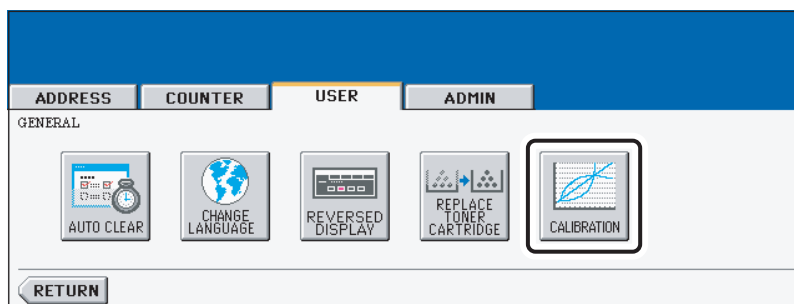 ADDRESS COUNTER USER ADMIN
GENERAL
AUTO CLEAR
CHANGE
LANGUAGE
REVERSED
DISPLAY
REPLACE
TONER
CARTRIDGE
CALIBRATION
RETURN